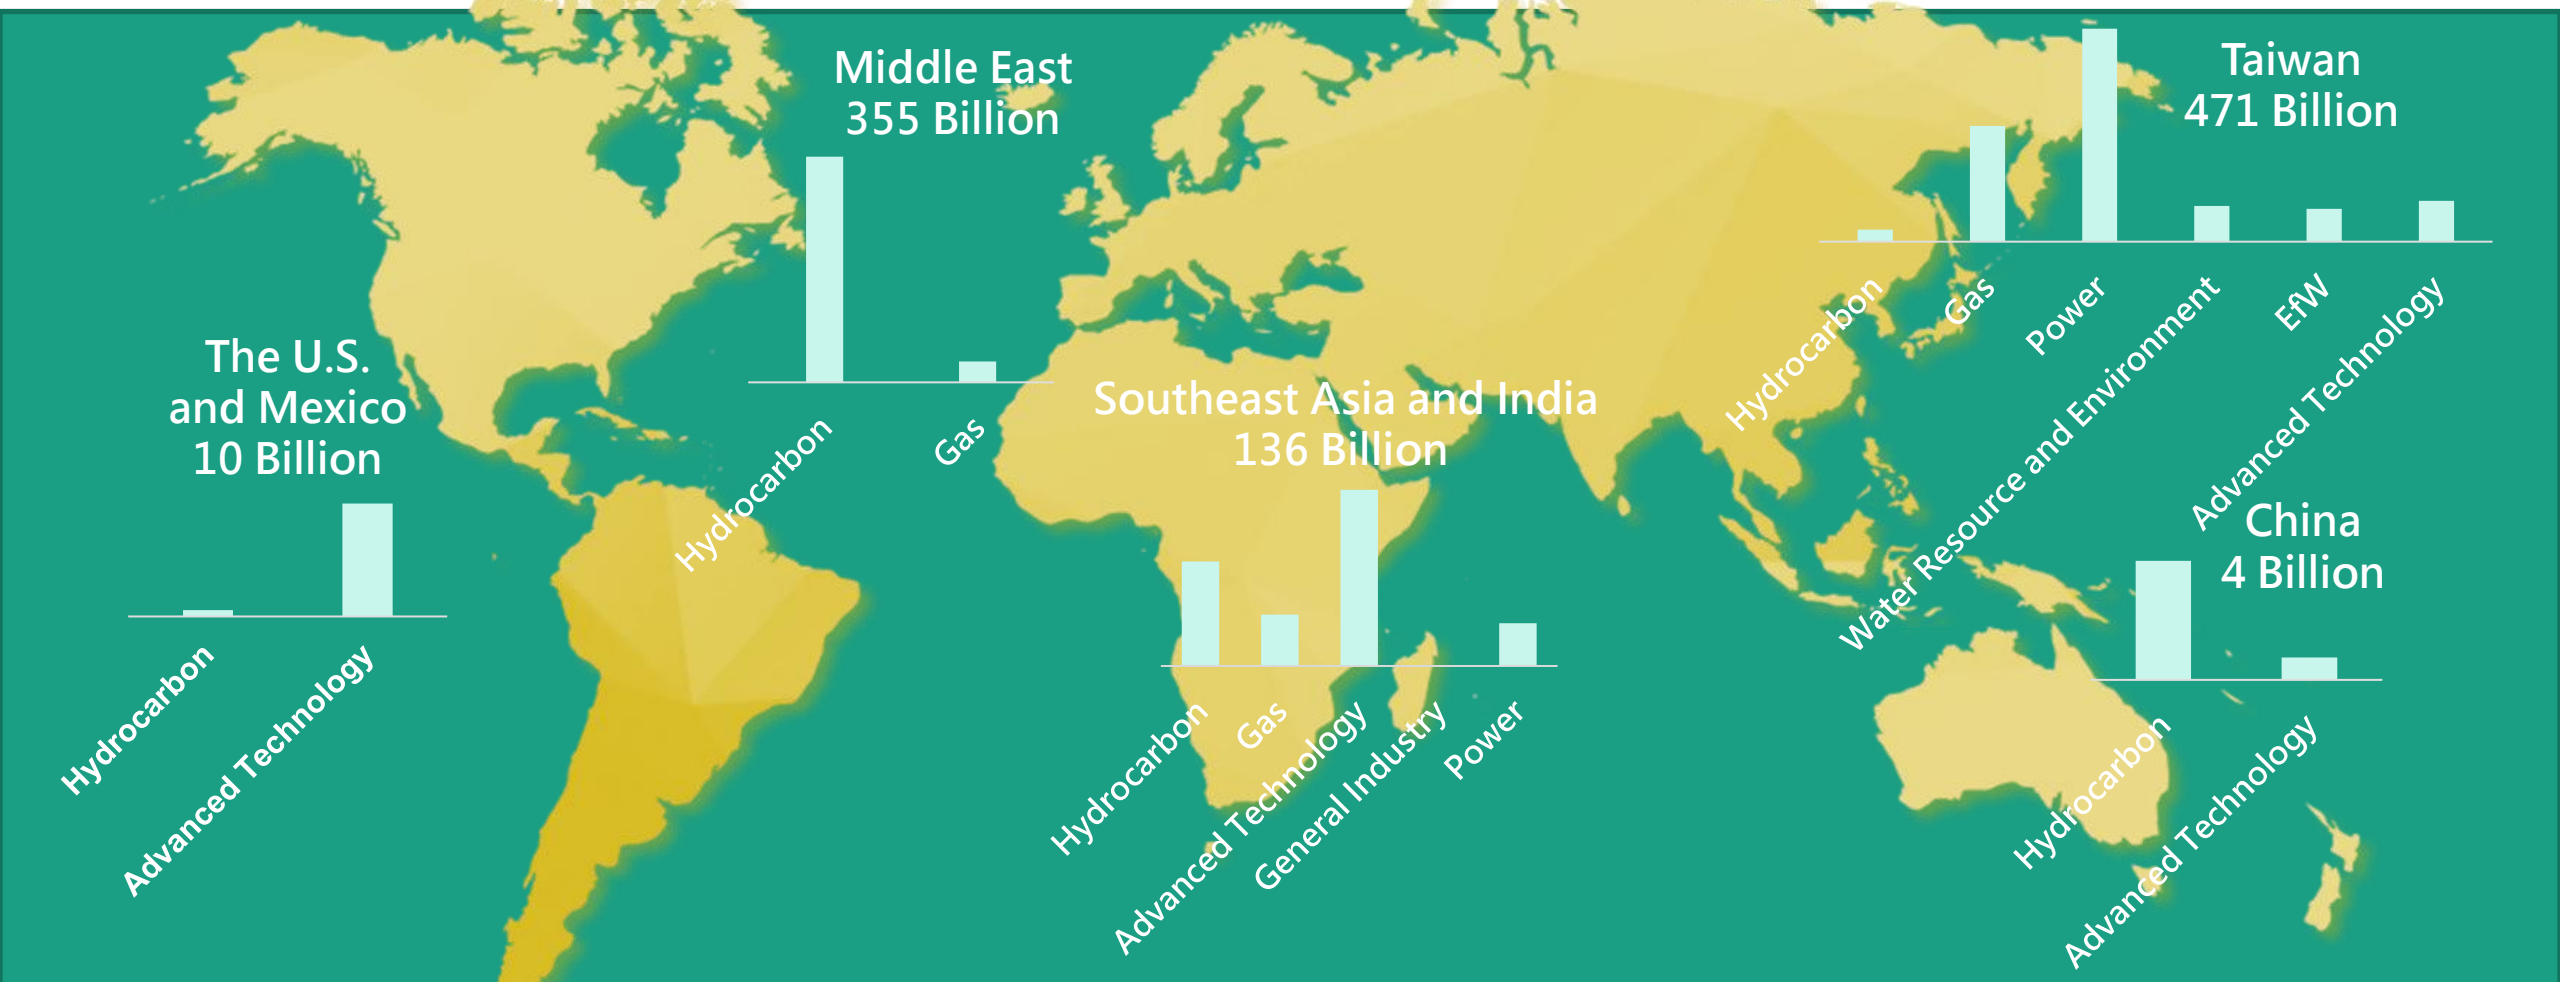 Middle East
355 Billion
Hydrocarbon
Gas
Taiwan
471 Billion
Hydrocarbon
Gas
Power
Water Resource and Environment
EfW
Advanced Technology
The U.S.
and Mexico
10 Billion
Hydrocarbon
Advanced Technology
Southeast Asia and India
136 Billion
Hydrocarbon
Gas
Advanced Technology
General Industry
Power
China
4 Billion
Hydrocarbon
Advanced Technology